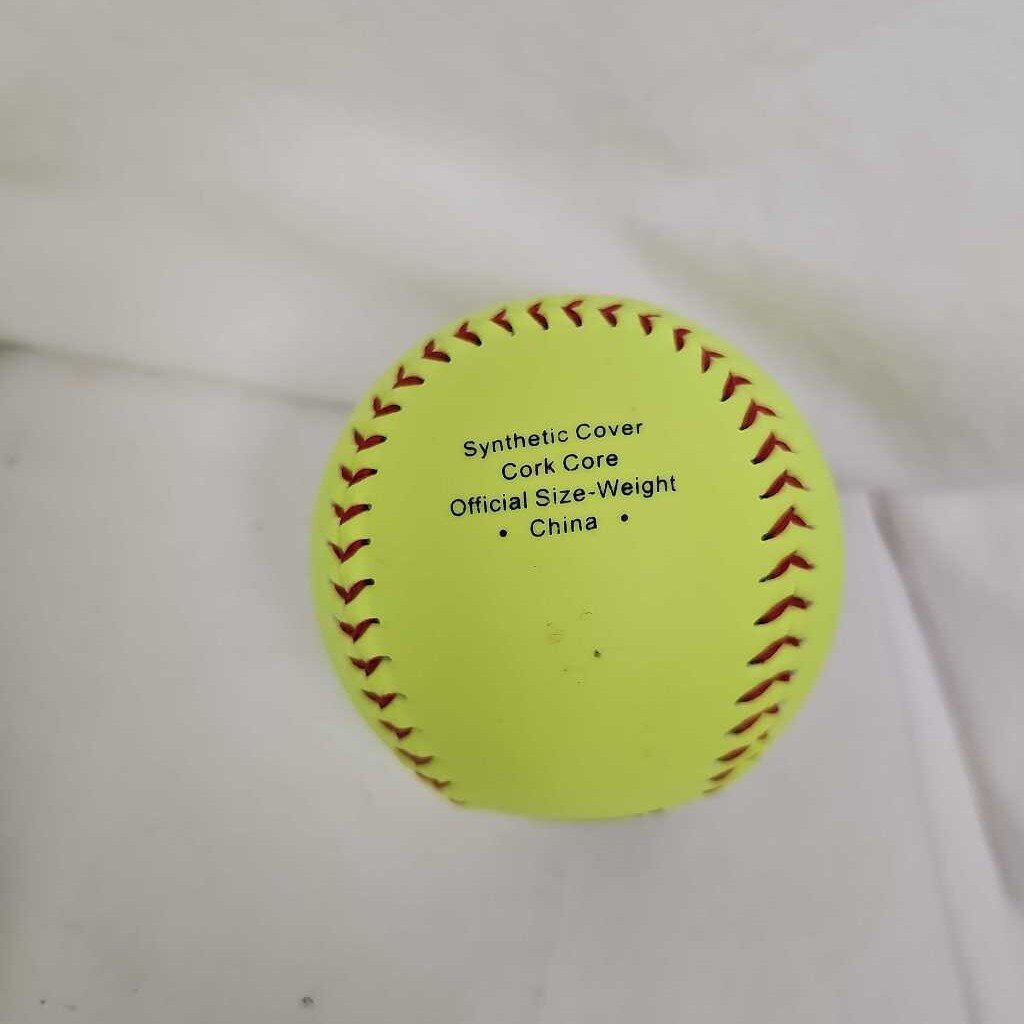 Synthetic Cover
Cork Core
Official Size-Weight
• China •